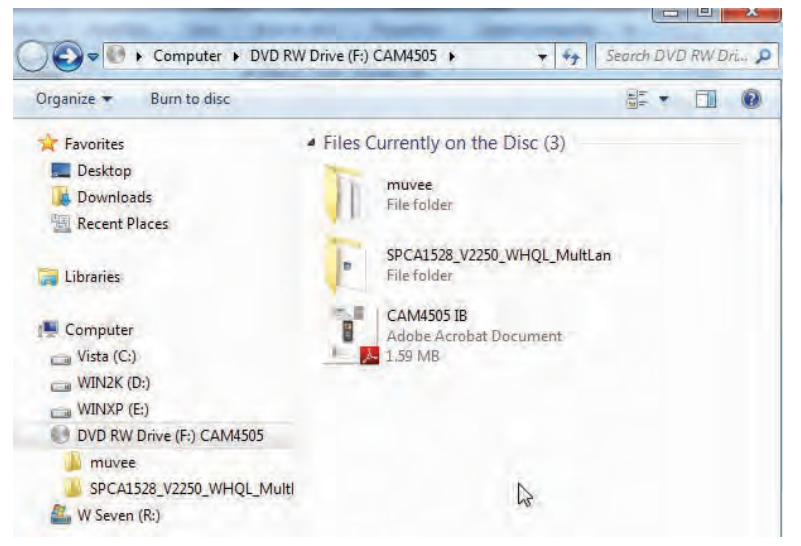 Computer ▸ DVD RW Drive (F:) CAM4505 ▸
Search DVD RW Dri...
Organize
Burn to disc
Favorites
Desktop
Downloads
Recent Places
Libraries
Computer
Vista (C:)
WIN2K (D:)
WINXP (E:)
DVD RW Drive (F:) CAM4505
muvee
SPCA1528_V2250_WHQL_Multl
W Seven (R:)
Files Currently on the Disc (3)
muvee
File folder
SPCA1528_V2250_WHQL_MultLan
File folder
CAM4505 IB
Adobe Acrobat Document
1.59 MB